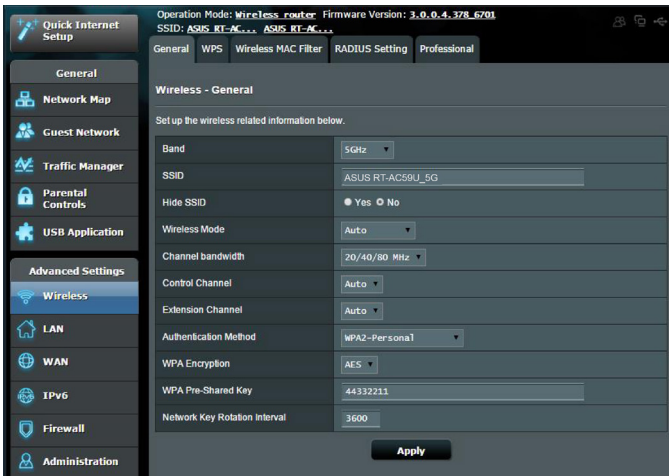 Quick Internet
Setup
General
Network Map
Guest Network
Traffic Manager
Parental
Controls
USB Application
Advanced Settings
Wireless
LAN
WAN
IPv6
Firewall
Administration
Operation Mode: Wireless router Firmware Version: 3.0.0.4.378_6701
SSID: ASUS RT-AC... ASUS RT-AC...
General WPS Wireless MAC Filter RADIUS Setting Professional
Wireless - General
Set up the wireless related information below.
Band 5GHz
SSID ASUS RT-AC59U_5G
Hide SSID Yes No
Wireless Mode Auto
Channel bandwidth 20/40/80 MHz
Control Channel Auto
Extension Channel Auto
Authentication Method WPA2-Personal
WPA Encryption AES
WPA Pre-Shared Key 44332211
Network Key Rotation Interval 3600
Apply